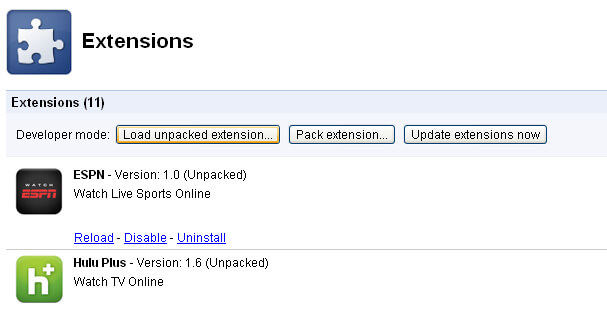 Extensions
Extensions (11)
Developer mode: Load unpacked extension... Pack extension... Update extensions now
WATCH
ESPN
ESPN - Version: 1.0 (Unpacked)
Watch Live Sports Online
Reload - Disable - Uninstall
h+
Hulu Plus - Version: 1.6 (Unpacked)
Watch TV Online